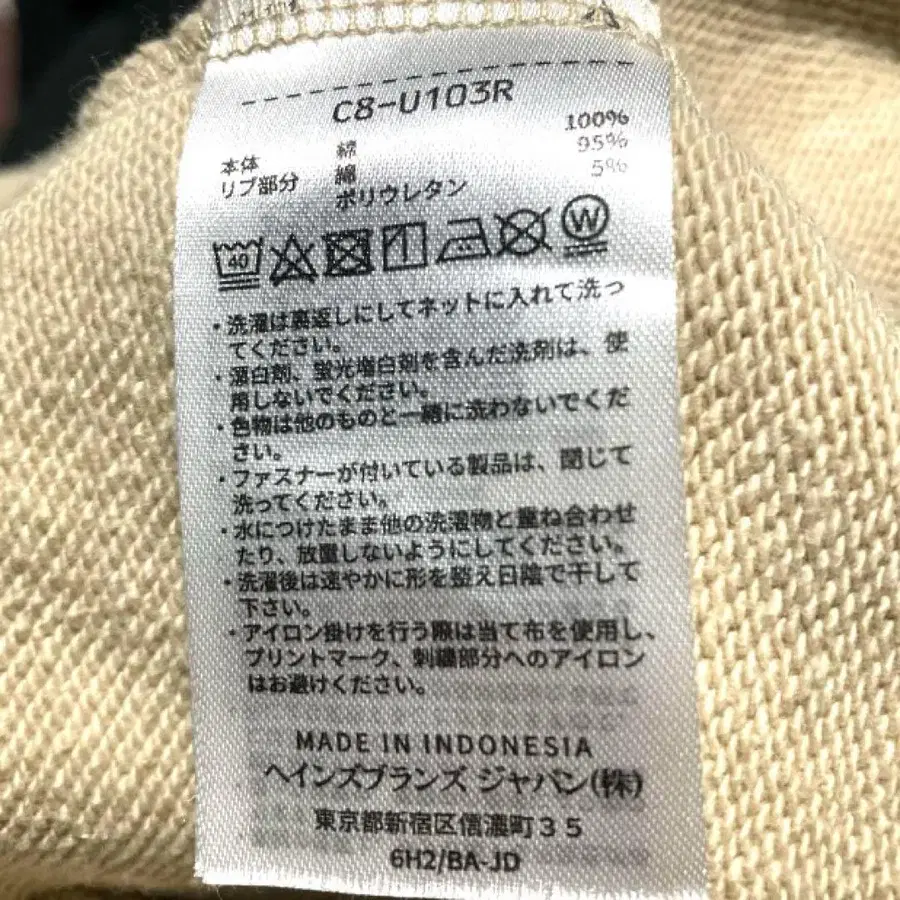 C8-U103R
本体 綿 100%
リブ部分 綿 95%
ポリウレタン 5%
40
W
・洗濯は裏返しにしてネットに入れて洗っ
てください。
・漂白剤、蛍光増白剤を含んだ洗剤は、使
用しないでください。
・色物は他のものと一緒に洗わないでくだ
さい。
・ファスナーが付いている製品は、閉じて
洗ってください。
・水につけたまま他の洗濯物と重ね合わせ
たり、放置しないようにしてください。
・洗濯後は速やかに形を整え日陰で干して
下さい。
・アイロン掛けを行う際は当て布を使用し、
プリントマーク、刺繍部分へのアイロン
はお避けください。
MADE IN INDONESIA
ヘインズブランズ ジャパン(株)
東京都新宿区信濃町35
6H2/BA-JD